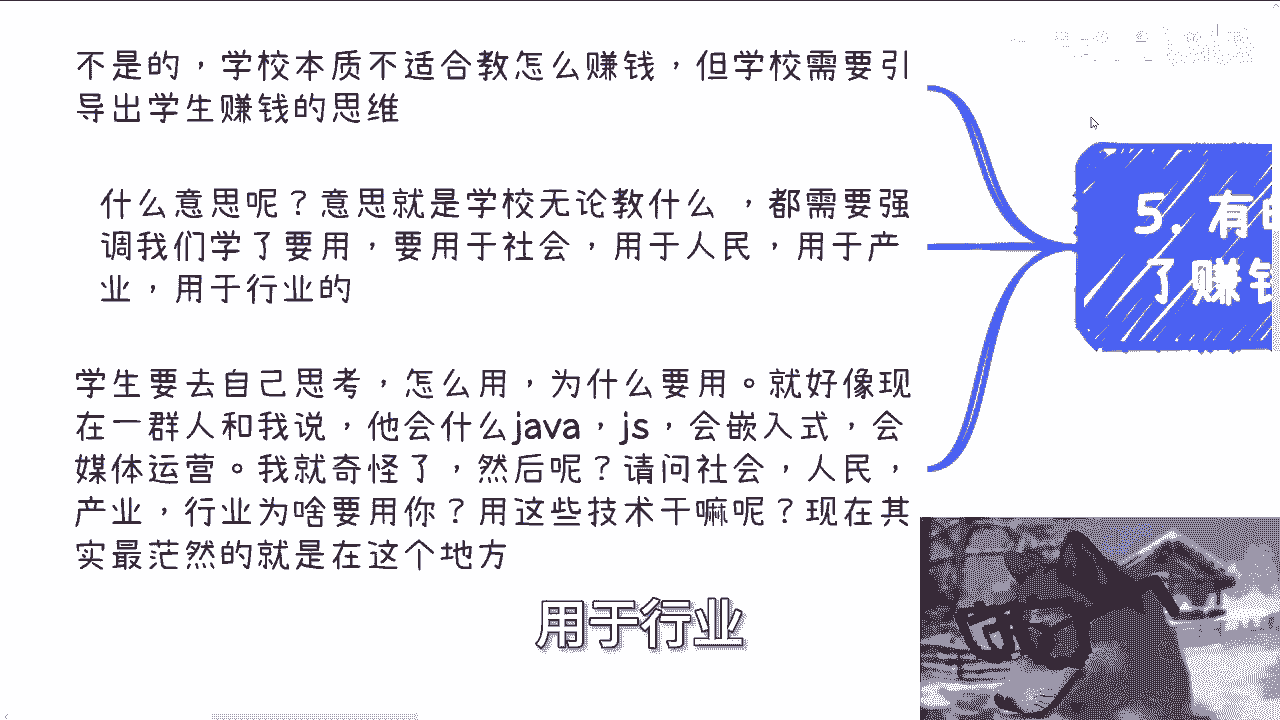 不是的，学校本质不适合教怎么赚钱，但学校需要引
导出学生赚钱的思维
什么意思呢？意思就是学校无论教什么 ，都需要强
调我们学了要用，要用于社会，用于人民，用于产
业，用于行业的
学生要去自己思考，怎么用，为什么要用。就好像现
在一群人和我说，他会什么java，js，会嵌入式，会
媒体运营。我就奇怪了，然后呢？请问社会，人民，
产业，行业为啥要用你？用这些技术干嘛呢？现在其
实最茫然的就是在这个地方
5. 有
了赚钱
用于行业